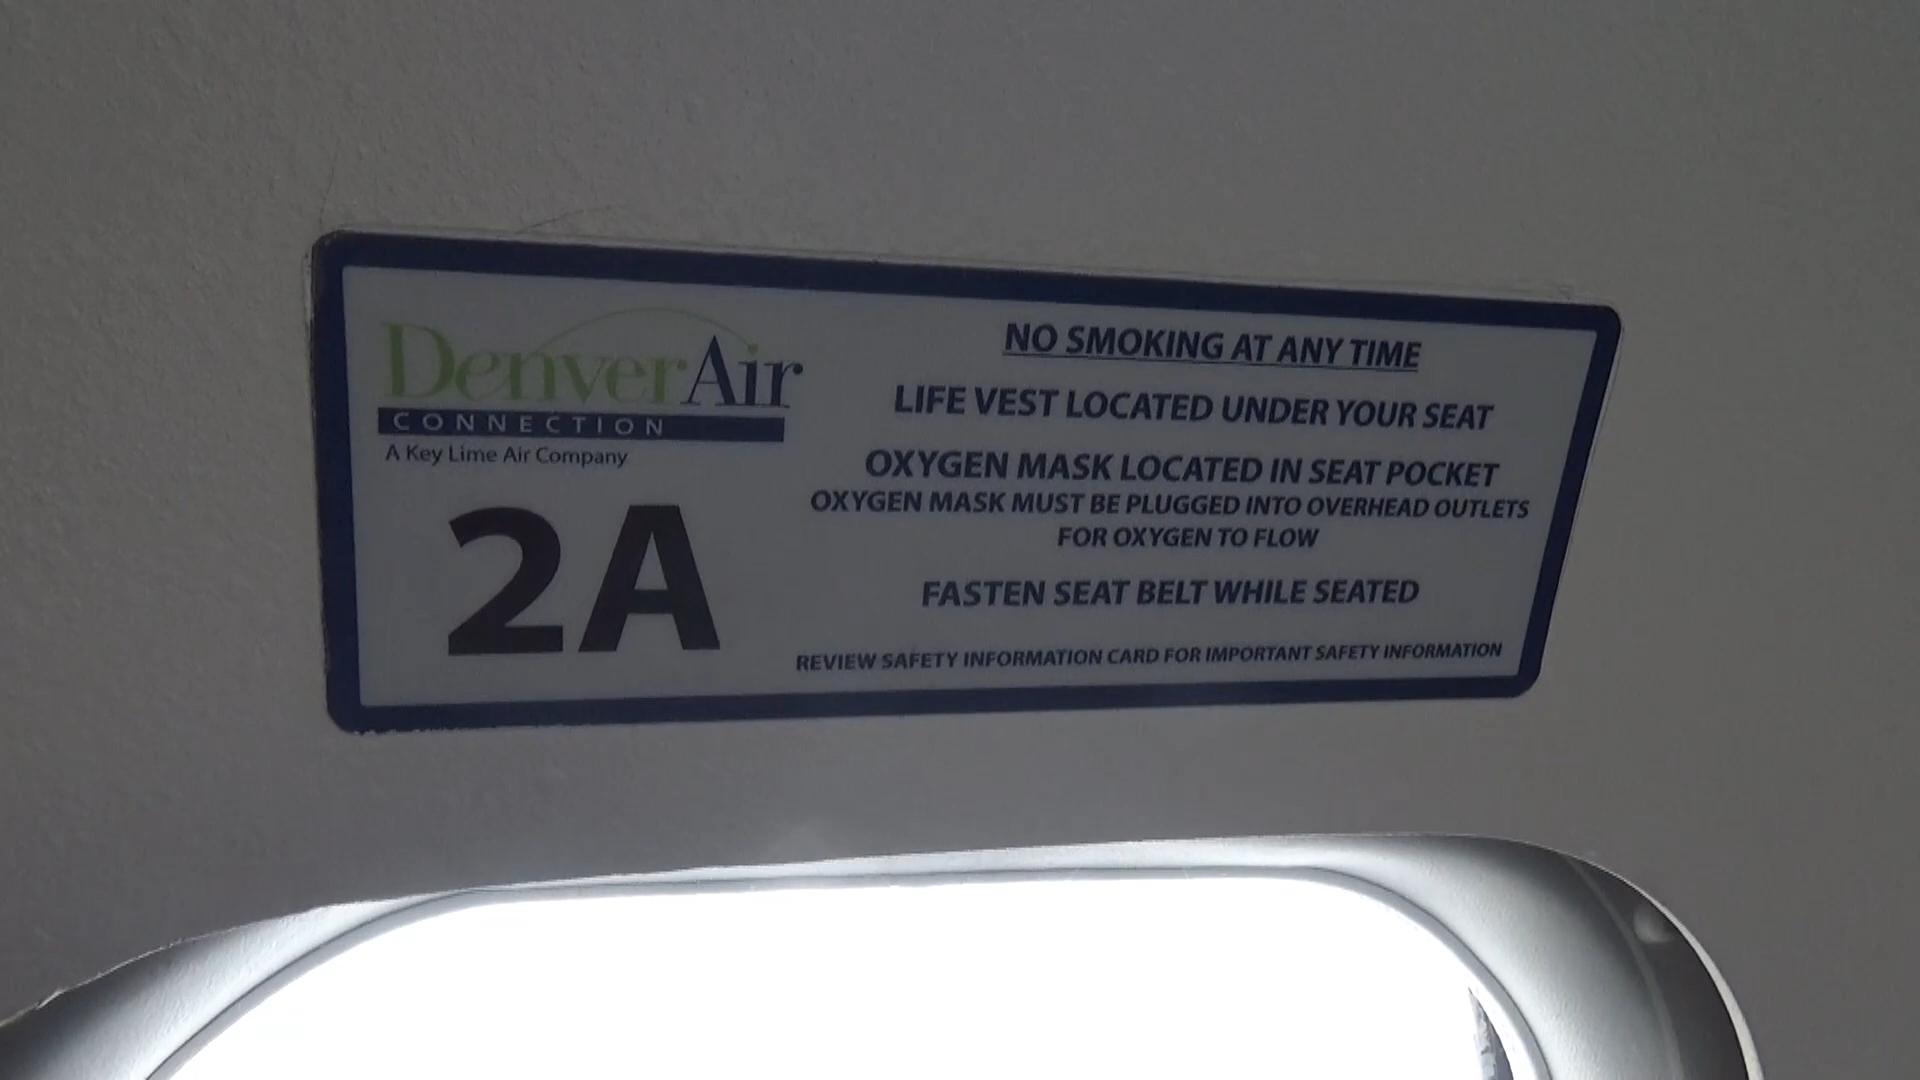 DenverAir
CONNECTION
A Key Lime Air Company
2A
NO SMOKING AT ANY TIME
LIFE VEST LOCATED UNDER YOUR SEAT
OXYGEN MASK LOCATED IN SEAT POCKET
OXYGEN MASK MUST BE PLUGGED INTO OVERHEAD OUTLETS
FOR OXYGEN TO FLOW
FASTEN SEAT BELT WHILE SEATED
REVIEW SAFETY INFORMATION CARD FOR IMPORTANT SAFETY INFORMATION